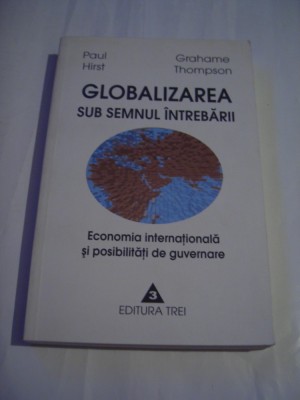 Paul Hirst
Grahame Thompson
GLOBALIZAREA
SUB SEMNUL ÎNTREBĂRII
Economia internațională
și posibilități de guvernare
3
EDITURA TREI